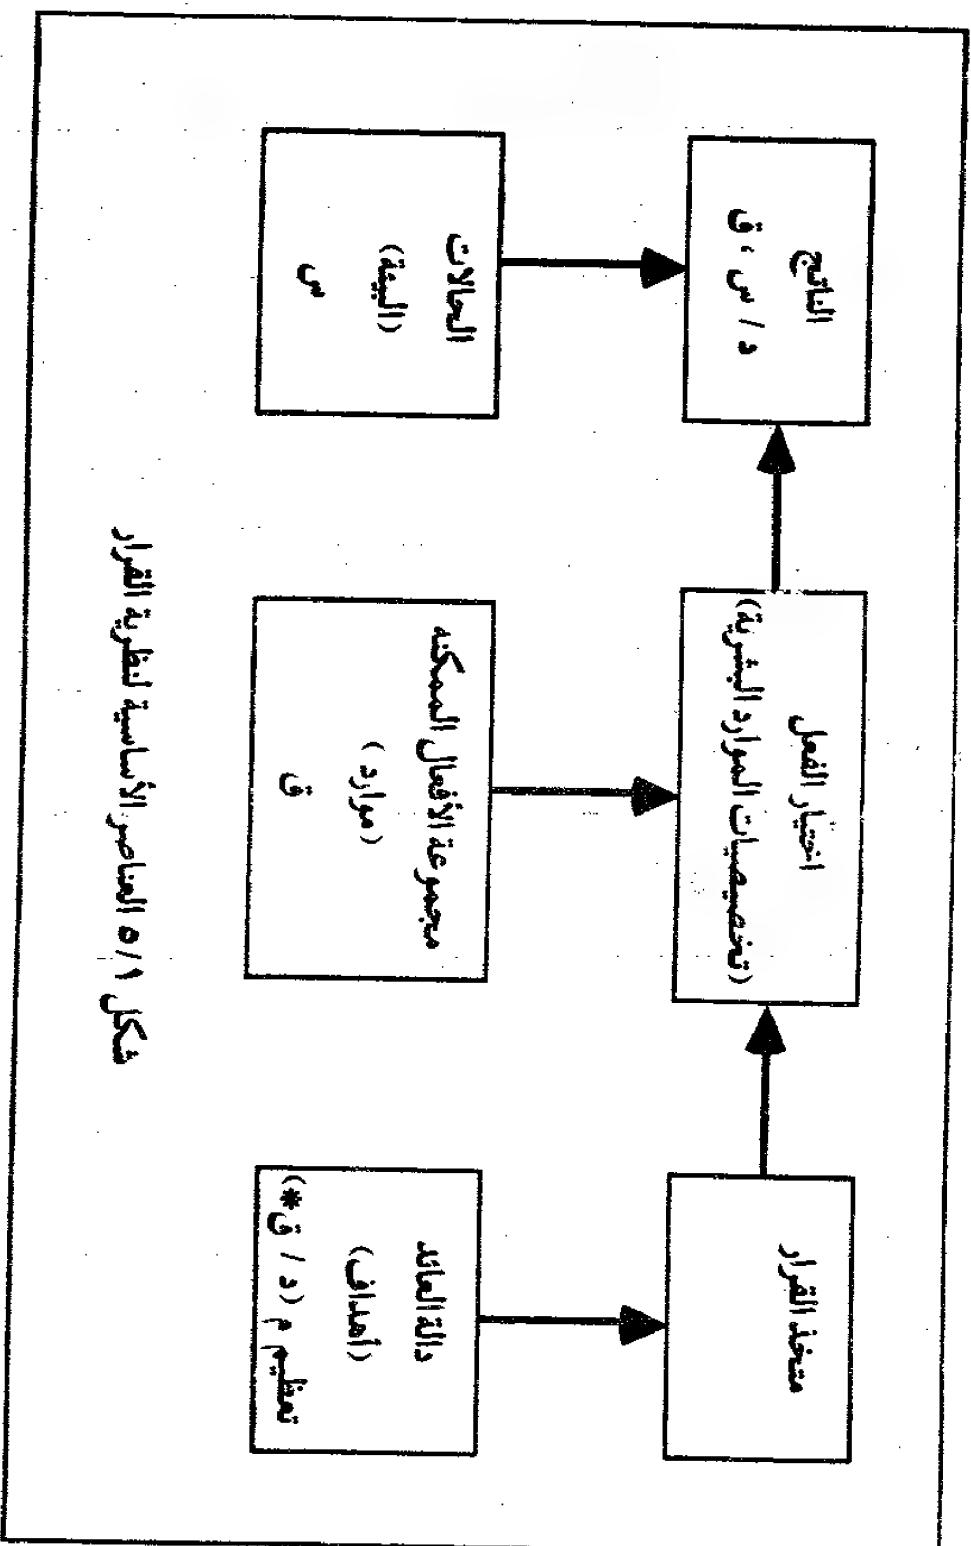 متخذ القرار
اختيار الفعل
(تخصيصات الموارد البشرية)
الناتج
د / س ، ق
دالة العائد
(أهداف)
تعظيم م (د / ق*)
مجموعة الأفعال الممكنه
(موارد)
ق
الحالات
(البيئة)
س
شكل ٥/١ العناصر الأساسية لنظرية القرار